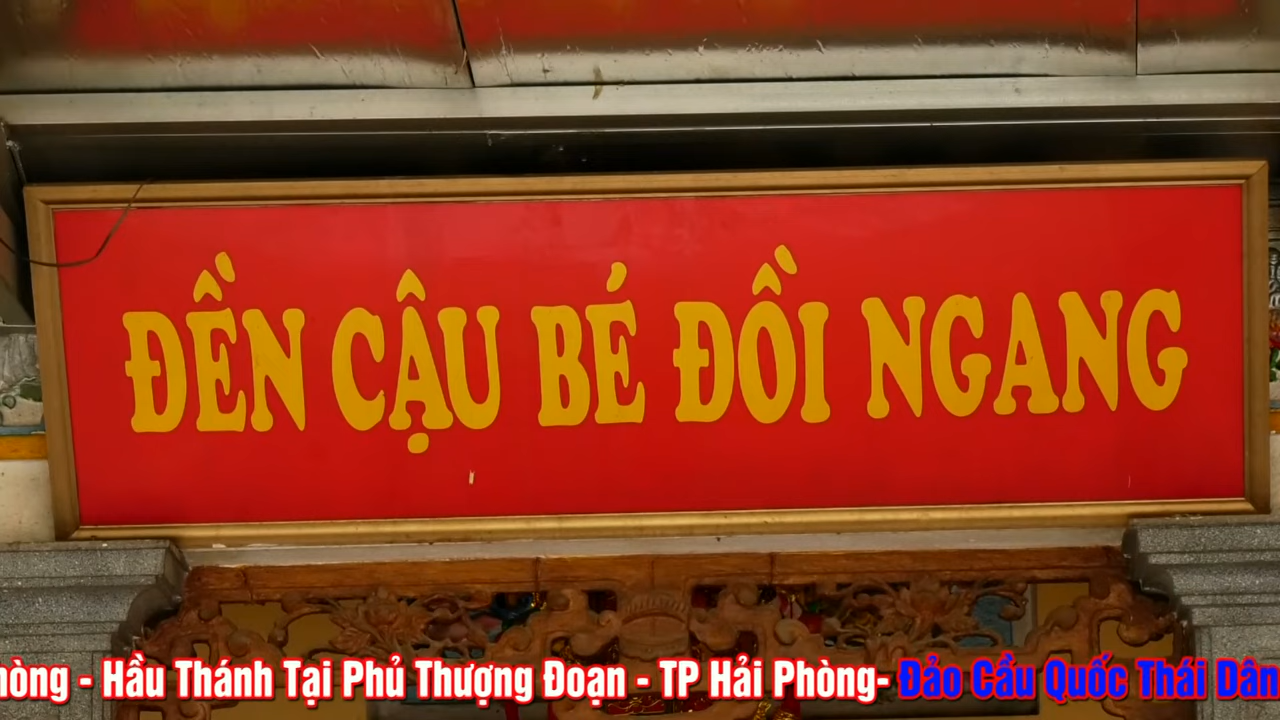 ĐỀN CẬU BÉ ĐỒI NGANG
hòng - Hầu Thánh Tại Phủ Thượng Đoạn - TP Hải Phòng- Đảo Cầu Quốc Thái Dân